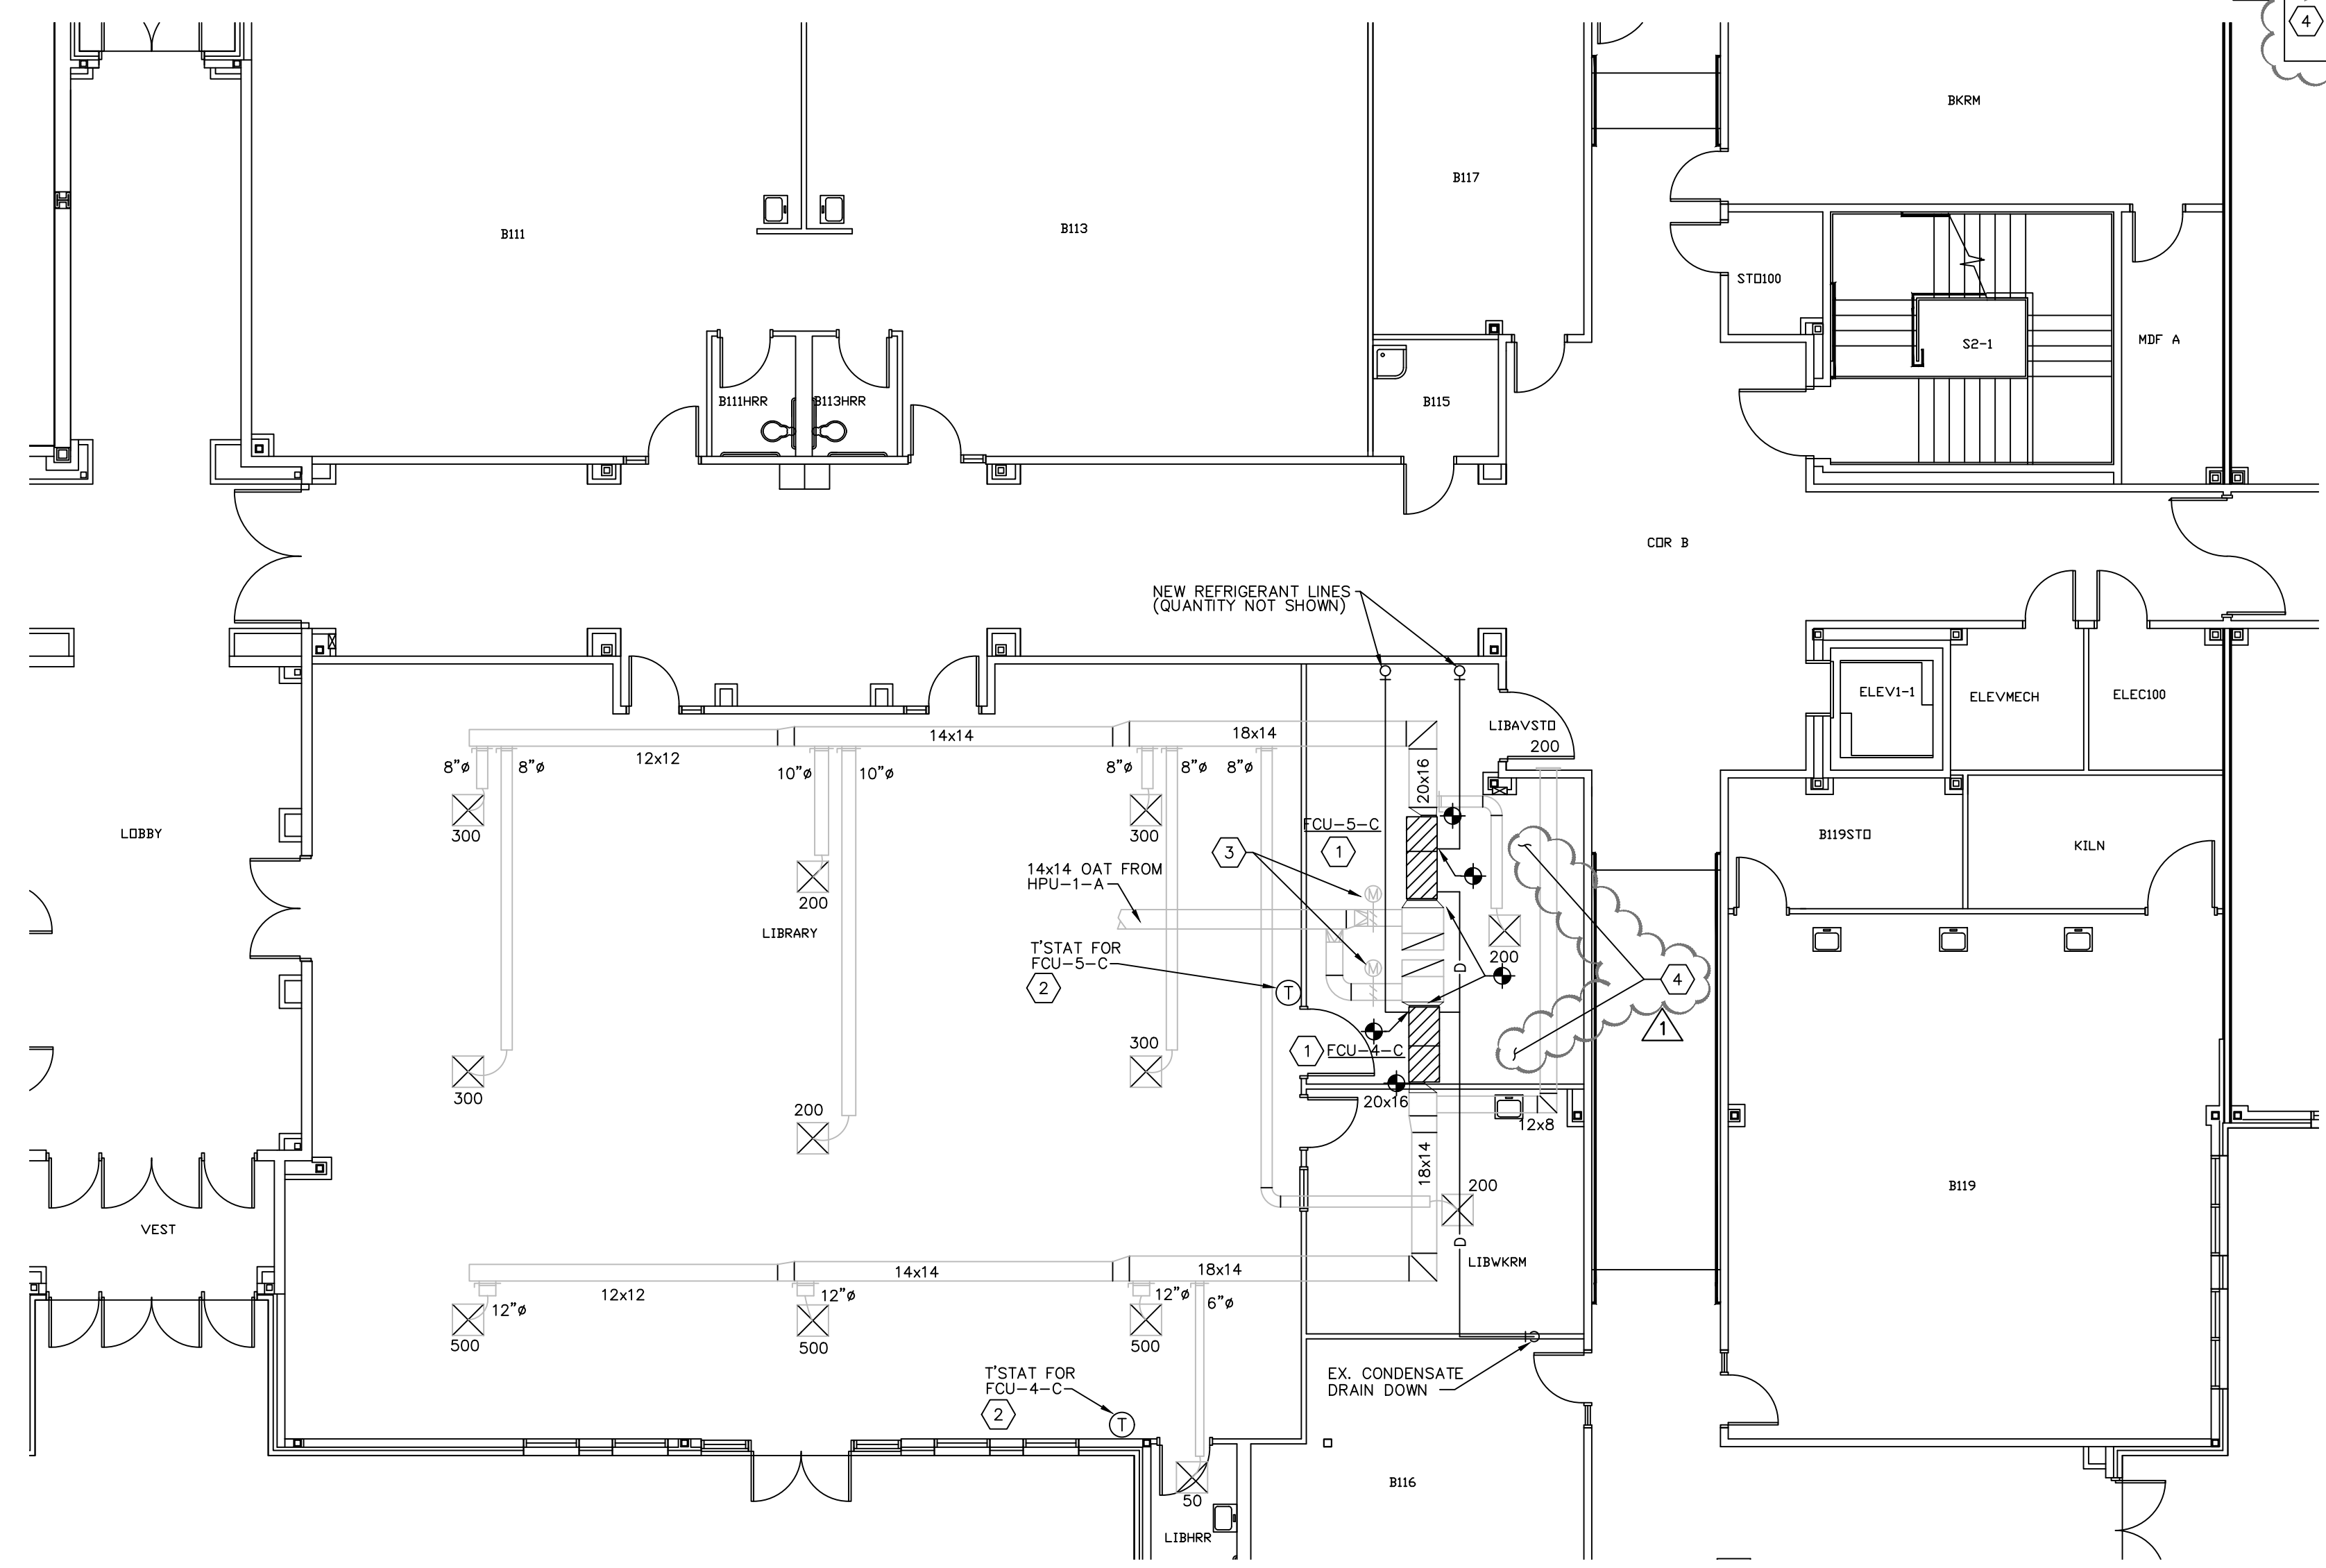 4
BKRM
B117
B111
B113
STO100
S2-1
MDF A
B111HRR
B113HRR
B115
COR B
NEW REFRIGERANT LINES
(QUANTITY NOT SHOWN)
ELEV1-1
ELEVMECH
ELEC100
LIBAVSTO
200
18x14
14x14
12x12
8"ø
8"ø
10"ø
10"ø
8"ø
8"ø
8"ø
20x16
300
300
FCU-5-C
1
3
LOBBY
B119STO
KILN
14x14 OAT FROM
HPU-1-A
M
200
LIBRARY
T'STAT FOR
FCU-5-C
2
T
M
D
200
4
1
300
1
FCU-4-C
300
200
20x16
12x8
18x14
200
B119
VEST
D
LIBWKRM
14x14
18x14
12x12
12"ø
12"ø
12"ø
6"ø
500
500
500
T'STAT FOR
FCU-4-C
2
T
EX. CONDENSATE
DRAIN DOWN
B116
50
LIBHRR